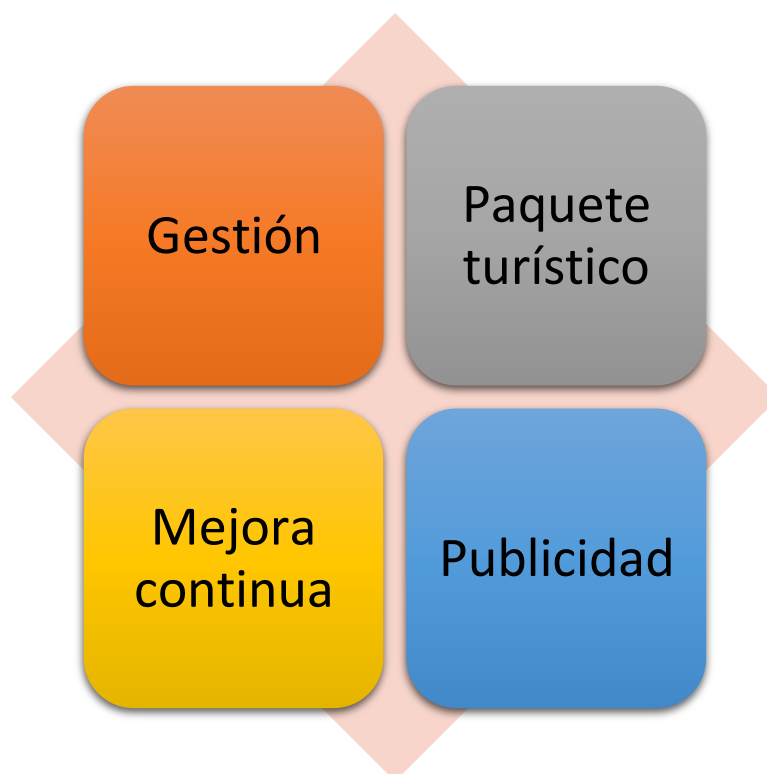 Gestión
Paquete
turístico
Mejora
continua
Publicidad